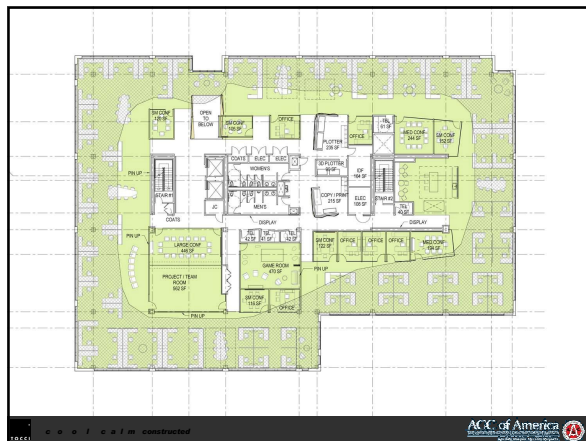 SM CONF
120 SF
OPEN
TO
BELOW
SM CONF
105 SF
OFFICE
PLOTTER
235 SF
OFFICE
TEL
61 SF
MED CONF
244 SF
SM CONF
152 SF
COATS
ELEC
ELEC
WOMEN'S
3D PLOTTER
IDF
164 SF
PIN UP
STAIR #1
JC
MEN'S
COPY / PRINT
215 SF
ELEC
105 SF
STAIR #2
COATS
DISPLAY
TEL
40 SF
DISPLAY
PIN UP
LARGE CONF
446 SF
TEL
42 SF
TEL
41 SF
TEL
42 SF
SM CONF
122 SF
OFFICE
OFFICE
OFFICE
MED CONF
194 SF
GAME ROOM
470 SF
PIN UP
PROJECT / TEAM
ROOM
562 SF
SM CONF
116 SF
OFFICE
PIN UP
TOCCI
cool calm constructed
AGC of America